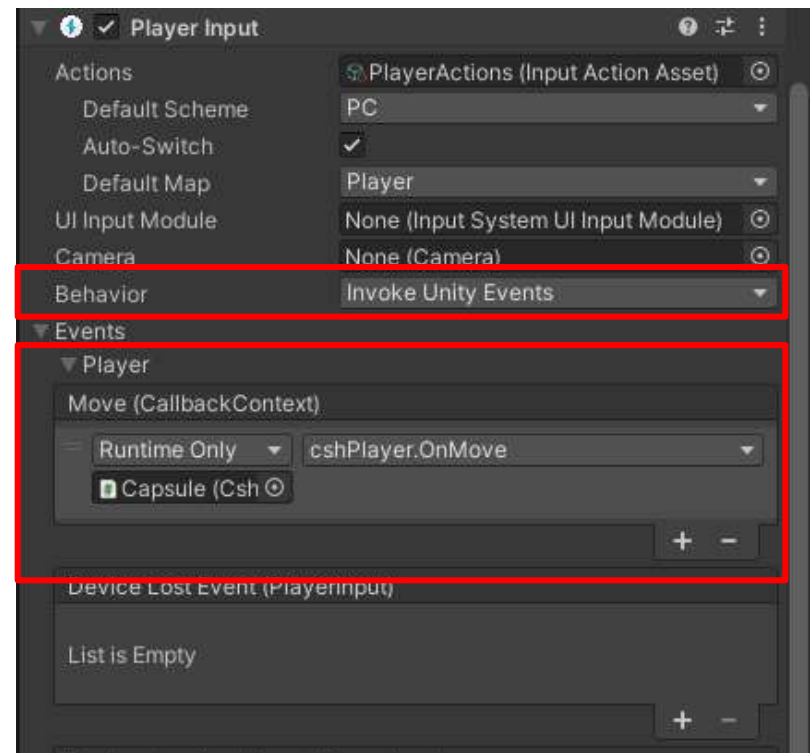 Player Input
Actions PlayerActions (Input Action Asset)
Default Scheme PC
Auto-Switch
Default Map Player
UI Input Module None (Input System UI Input Module)
Camera None (Camera)
Behavior Invoke Unity Events
Events
Player
Move (CallbackContext)
Runtime Only cshPlayer.OnMove
Capsule (Csh
Device Lost Event (PlayerInput)
List is Empty